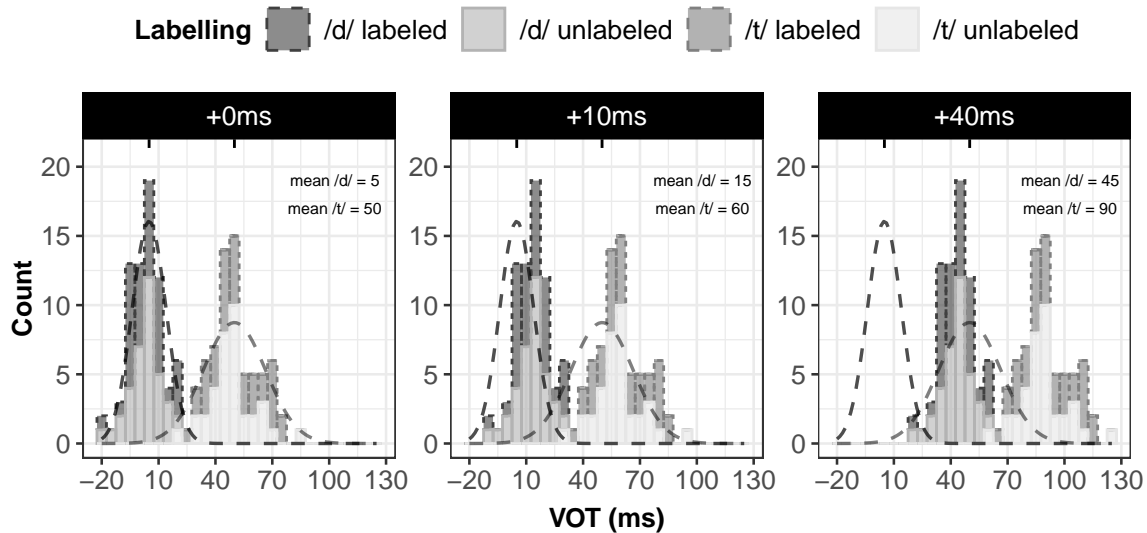 Labelling /d/ labeled /d/ unlabeled /t/ labeled /t/ unlabeled
+0ms +10ms +40ms
20 20 20
mean /d/ = 5 mean /d/ = 15 mean /d/ = 45
mean /t/ = 50 mean /t/ = 60 mean /t/ = 90
15 15 15
Count
10 10 10
5 5 5
0 0 0
−20 10 40 70 100 130 −20 10 40 70 100 130 −20 10 40 70 100 130
VOT (ms)